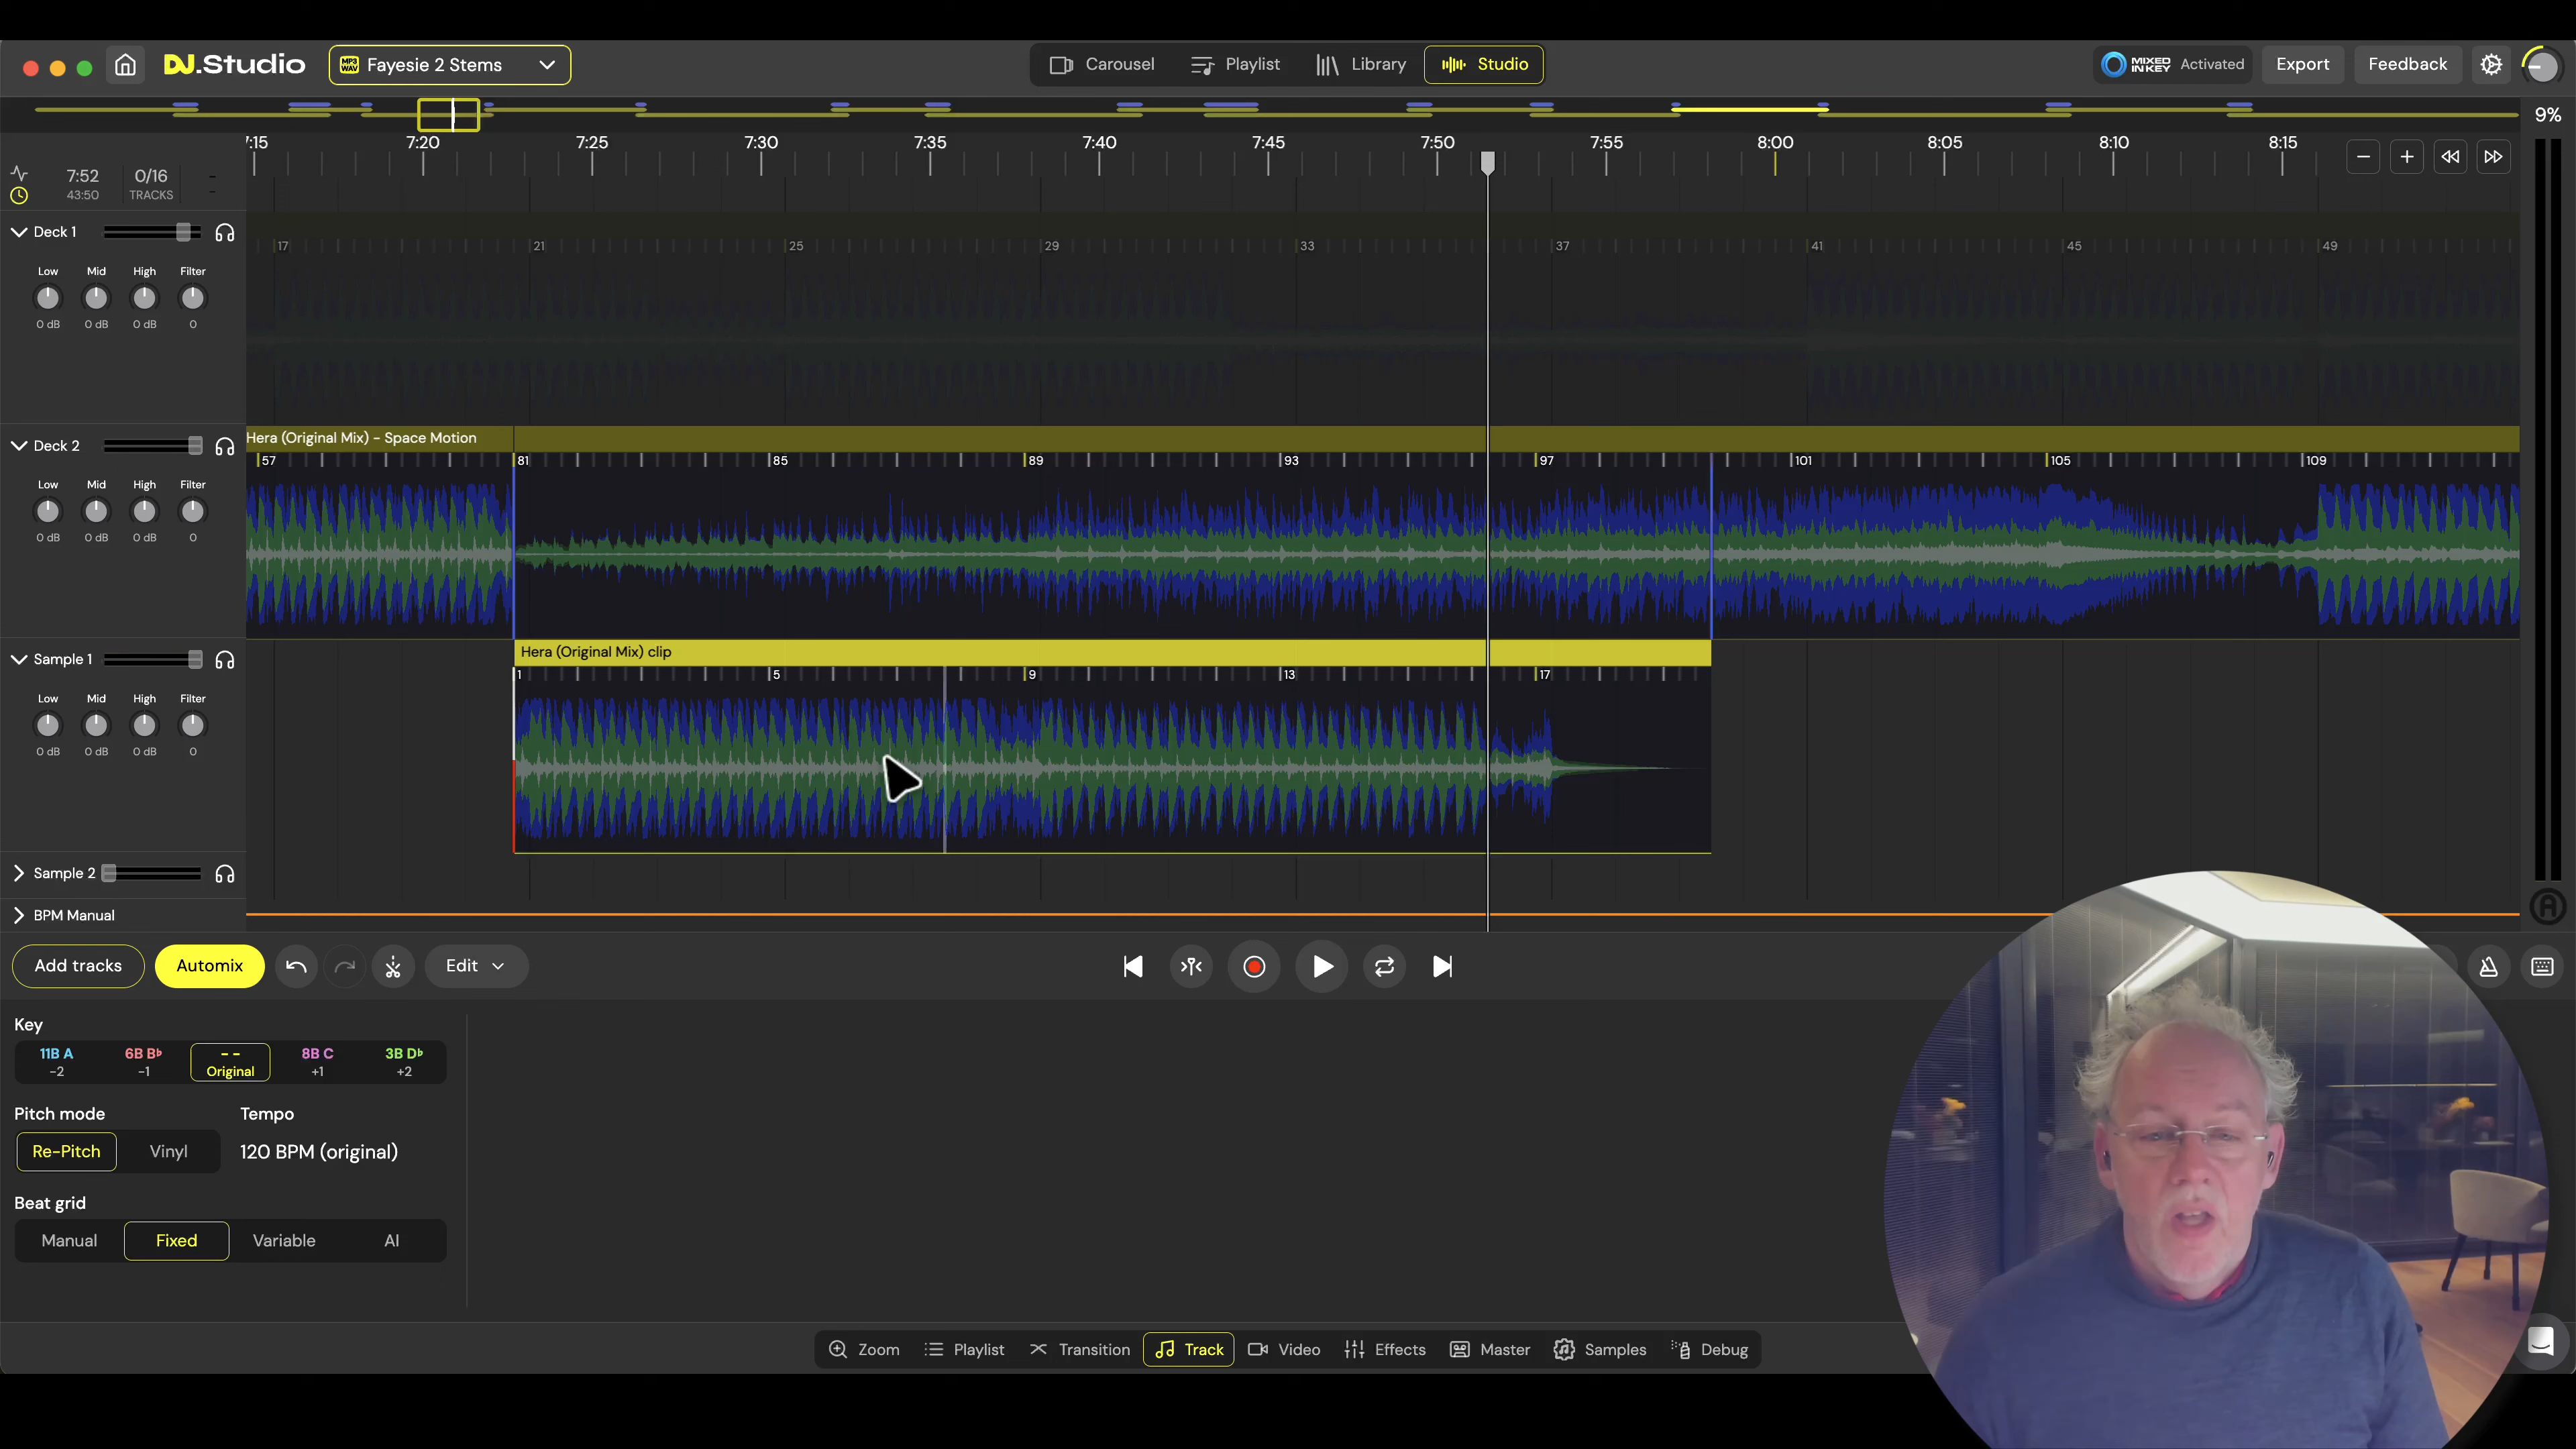 DJ.Studio
MP3 WAV Fayesie 2 Stems
Carousel
Playlist
Library
Studio
MIXED IN KEY Activated
Export
Feedback
9%
:15 7:20 7:25 7:30 7:35 7:40 7:45 7:50 7:55 8:00 8:05 8:10 8:15
7:52
43:50
0/16
TRACKS
Deck 1
Low Mid High Filter
0 dB 0 dB 0 dB 0
17 21 25 29 33 37 41 45 49
Deck 2
Low Mid High Filter
0 dB 0 dB 0 dB 0
Hera (Original Mix) - Space Motion
57 81 85 89 93 97 101 105 109
Sample 1
Low Mid High Filter
0 dB 0 dB 0 dB 0
Hera (Original Mix) clip
1 5 9 13 17
Sample 2
BPM Manual
Add tracks
Automix
Edit
Key
11B A 6B B♭ -- 8B C 3B D♭
-2 -1 Original +1 +2
Pitch mode
Tempo
Re-Pitch
Vinyl
120 BPM (original)
Beat grid
Manual Fixed Variable AI
Zoom
Playlist
Transition
Track
Video
Effects
Master
Samples
Debug